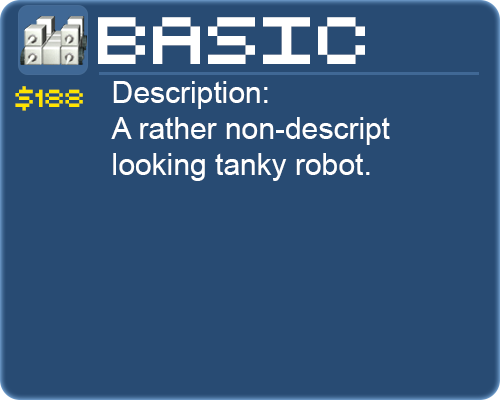 BASIC
$188
Description:
A rather non-descript
looking tanky robot.